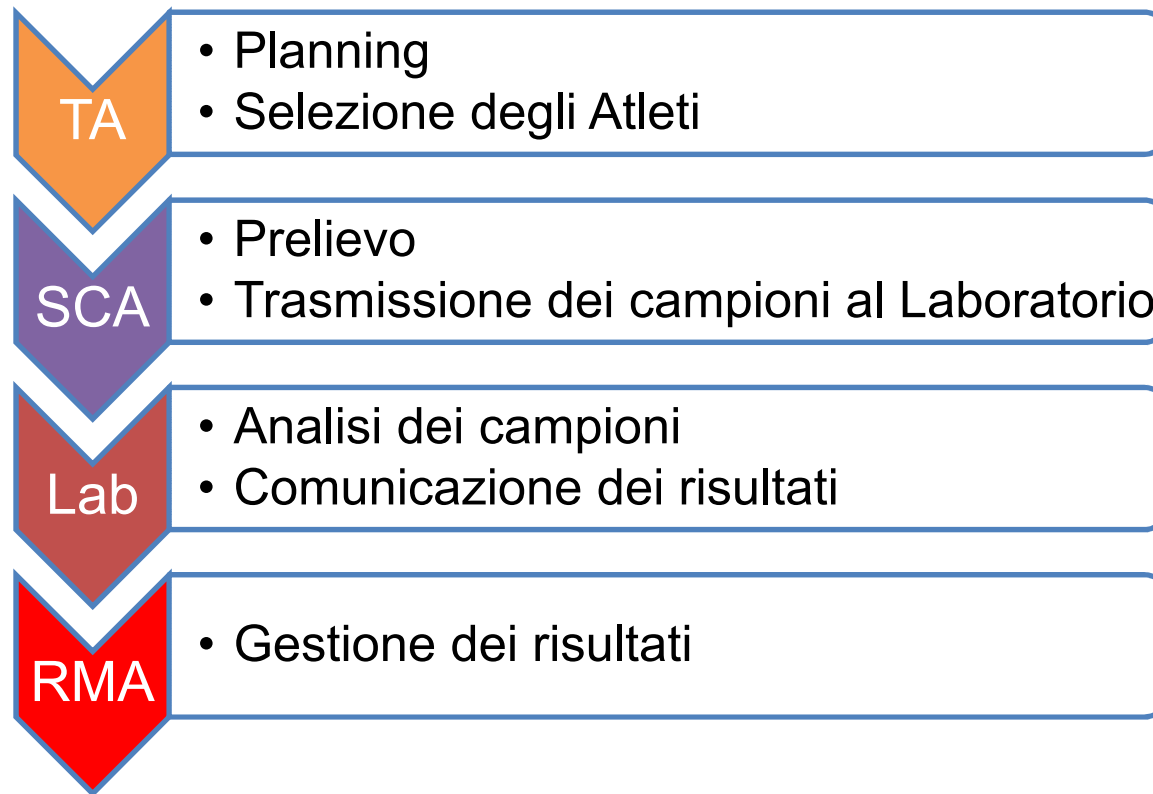 TA
• Planning
• Selezione degli Atleti
SCA
• Prelievo
• Trasmissione dei campioni al Laboratorio
Lab
• Analisi dei campioni
• Comunicazione dei risultati
RMA
• Gestione dei risultati